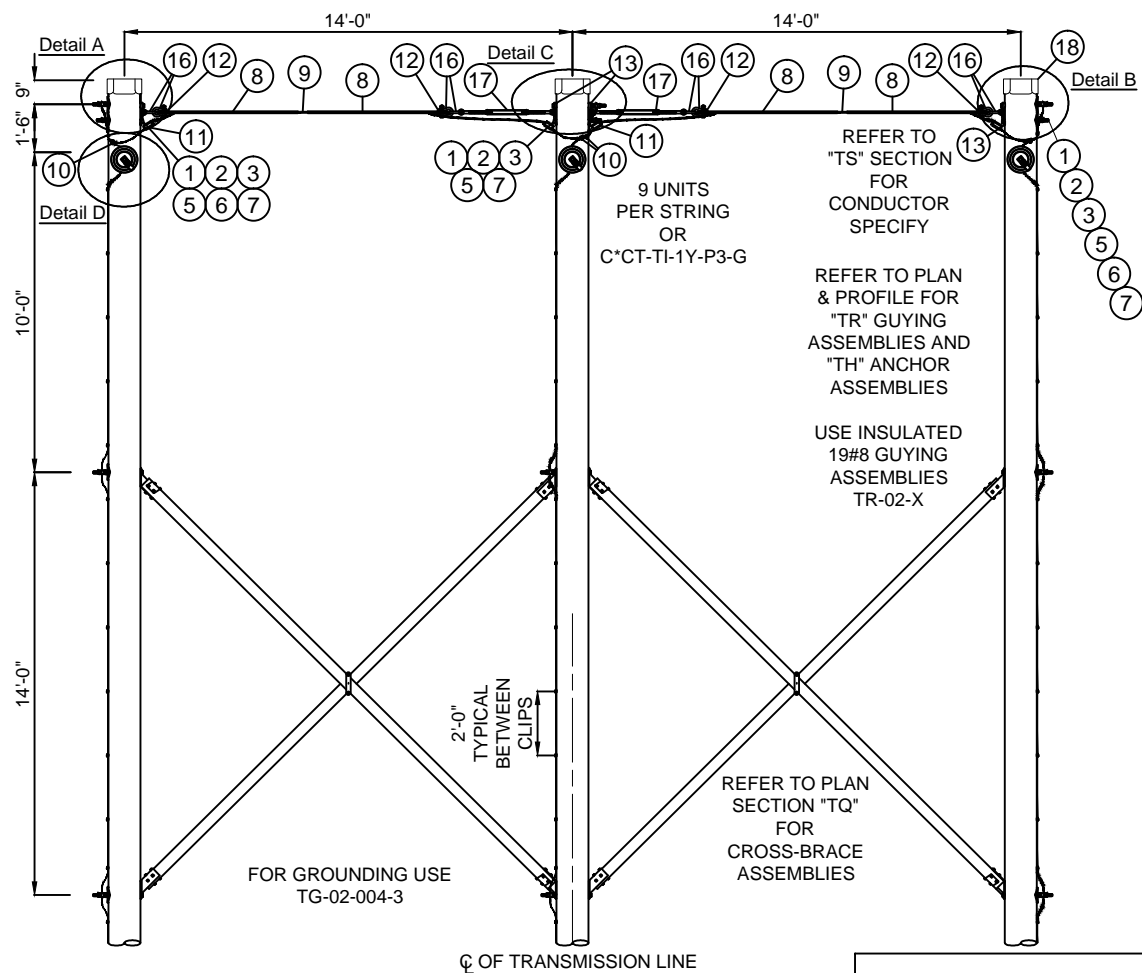 14'-0"
14'-0"
Detail A
16
12
8
9
8
12
16
17
Detail C
13
17
16
12
8
9
8
12
16
18
Detail B
9"
1'-6"
10
11
1 2 3
5 6 7
Detail D
1 2 3
5 7
10
11
13
1
2
3
5
6
7
9 UNITS
PER STRING
OR
C*CT-TI-1Y-P3-G
REFER TO
"TS" SECTION
FOR
CONDUCTOR
SPECIFY
REFER TO PLAN
& PROFILE FOR
"TR" GUYING
ASSEMBLIES AND
"TH" ANCHOR
ASSEMBLIES
USE INSULATED
19#8 GUYING
ASSEMBLIES
TR-02-X
10'-0"
14'-0"
2'-0"
TYPICAL
BETWEEN
CLIPS
REFER TO PLAN
SECTION "TQ"
FOR
CROSS-BRACE
ASSEMBLIES
FOR GROUNDING USE
TG-02-004-3
℄ OF TRANSMISSION LINE